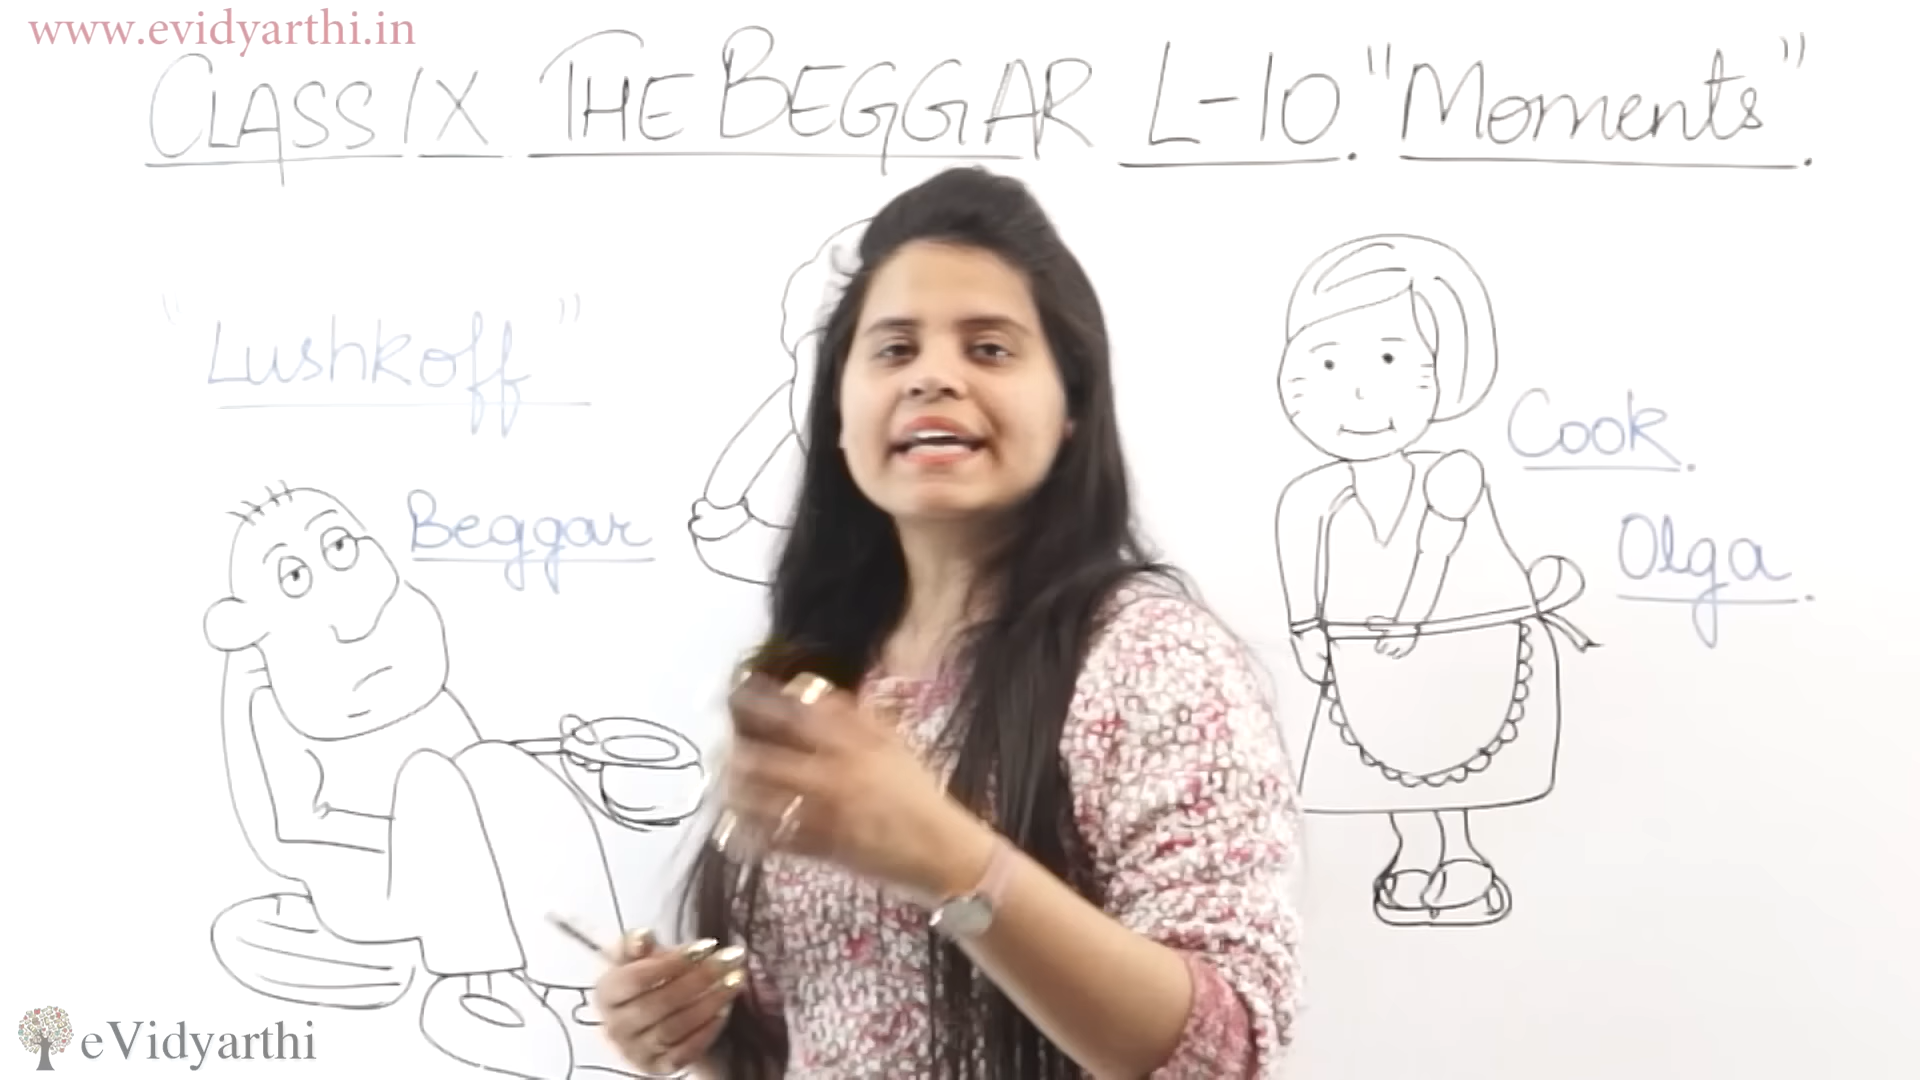 www.evidyarthi.in
CLASS IX THE BEGGAR L-10. "Moments".
"Lushkoff"
Beggar
Cook.
Olga.
eVidyarthi